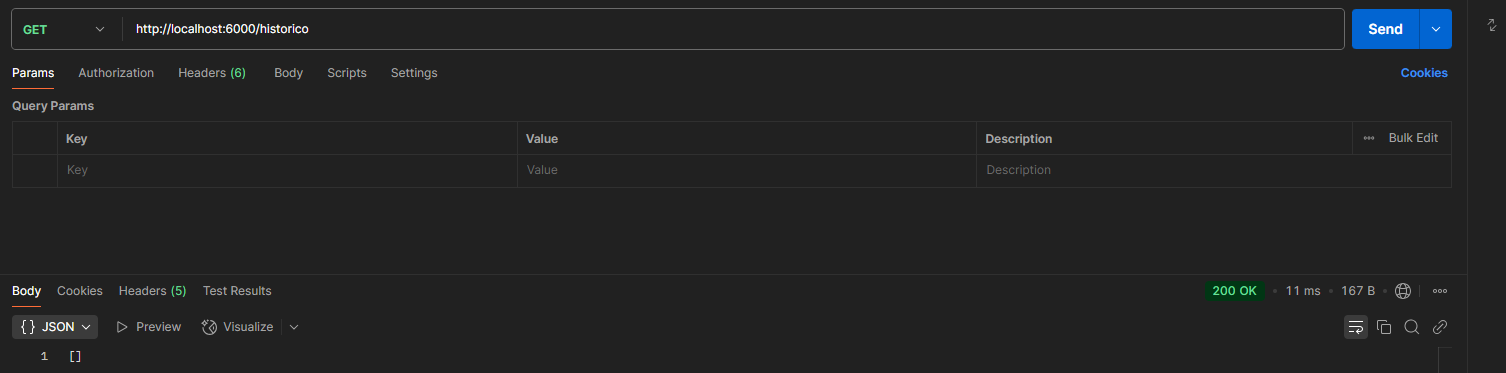 GET http://localhost:6000/historico Send
Params Authorization Headers (6) Body Scripts Settings Cookies
Query Params
Key Value Description Bulk Edit
Key Value Description
Body Cookies Headers (5) Test Results 200 OK • 11 ms • 167 B •
{} JSON Preview Visualize
1 []